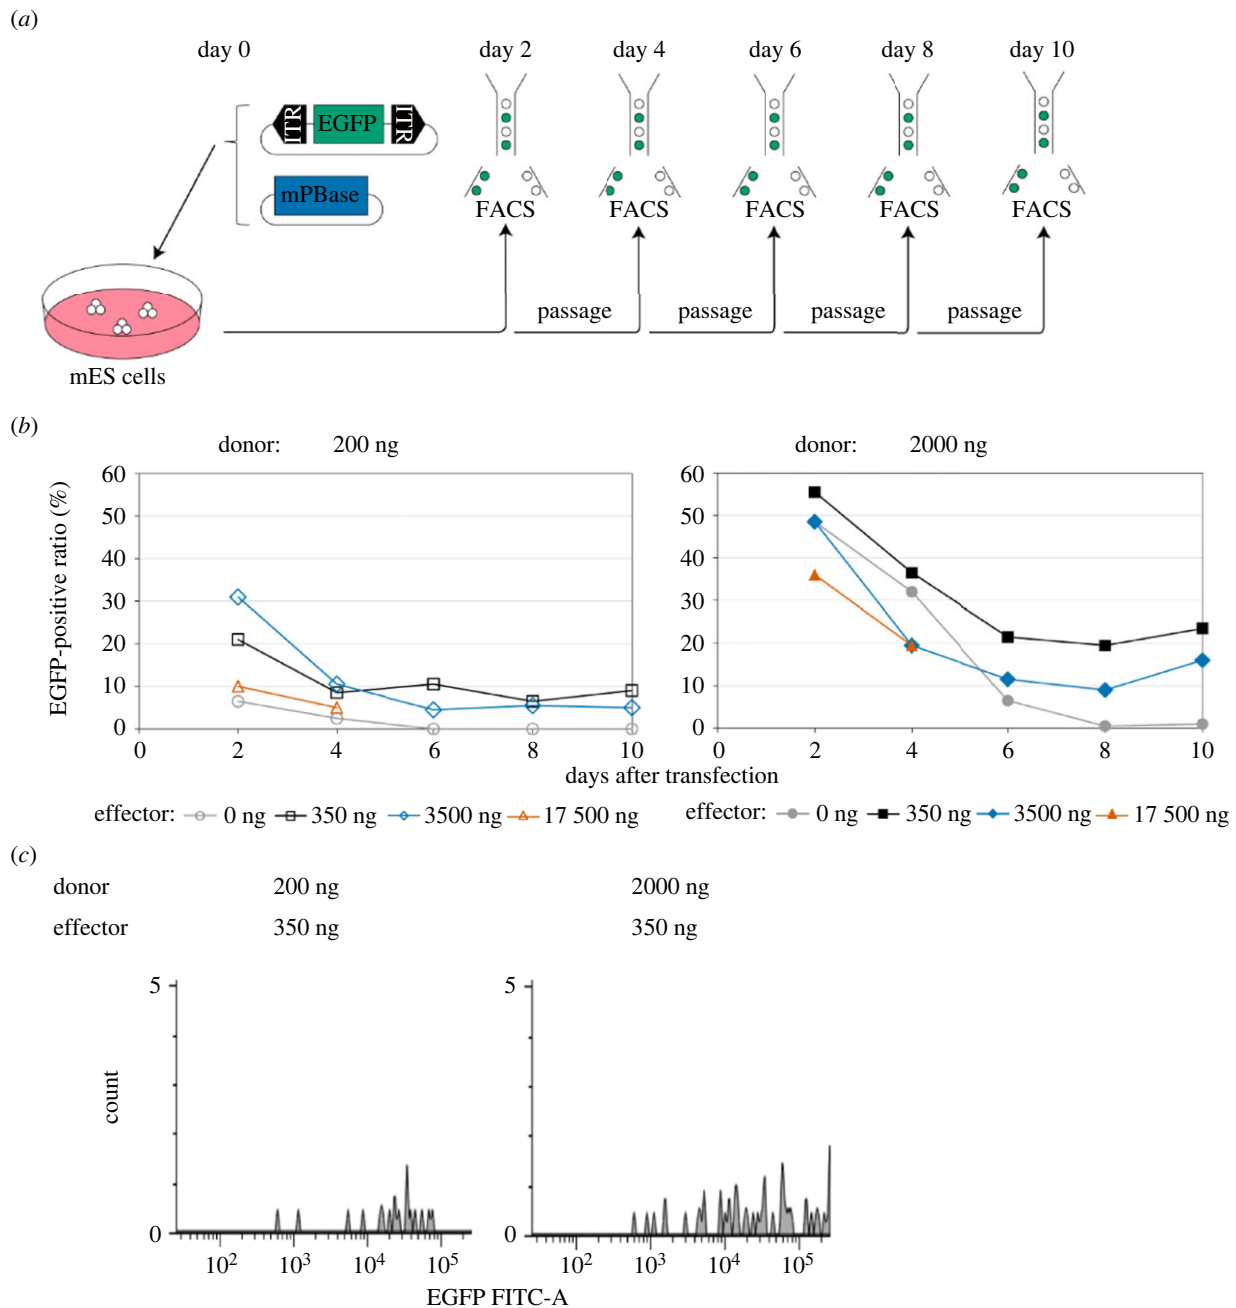 (a)
day 0 day 2 day 4 day 6 day 8 day 10
ITR EGFP ITR
mPBase
FACS FACS FACS FACS FACS
passage passage passage passage
mES cells
(b)
donor: 200 ng
donor: 2000 ng
EGFP-positive ratio (%)
60
50
40
30
20
10
0
0 2 4 6 8 10
60
50
40
30
20
10
0
0 2 4 6 8 10
days after transfection
effector: 0 ng 350 ng 3500 ng 17 500 ng
effector: 0 ng 350 ng 3500 ng 17 500 ng
(c)
donor 200 ng 2000 ng
effector 350 ng 350 ng
count
5
0
10² 10³ 10⁴ 10⁵
5
0
10² 10³ 10⁴ 10⁵
EGFP FITC-A